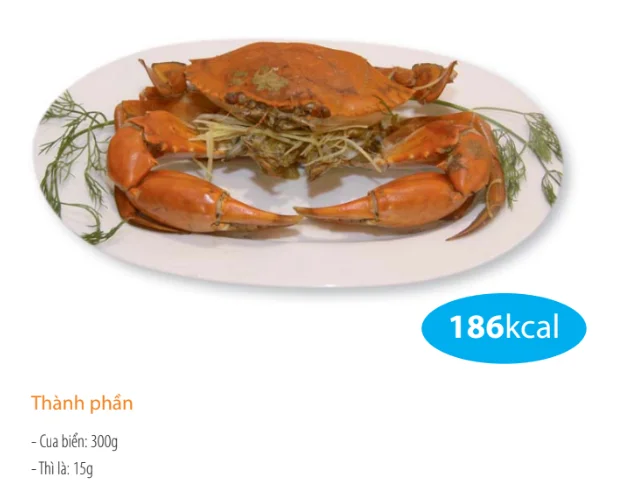 186kcal
Thành phần
- Cua biển: 300g
- Thì là: 15g